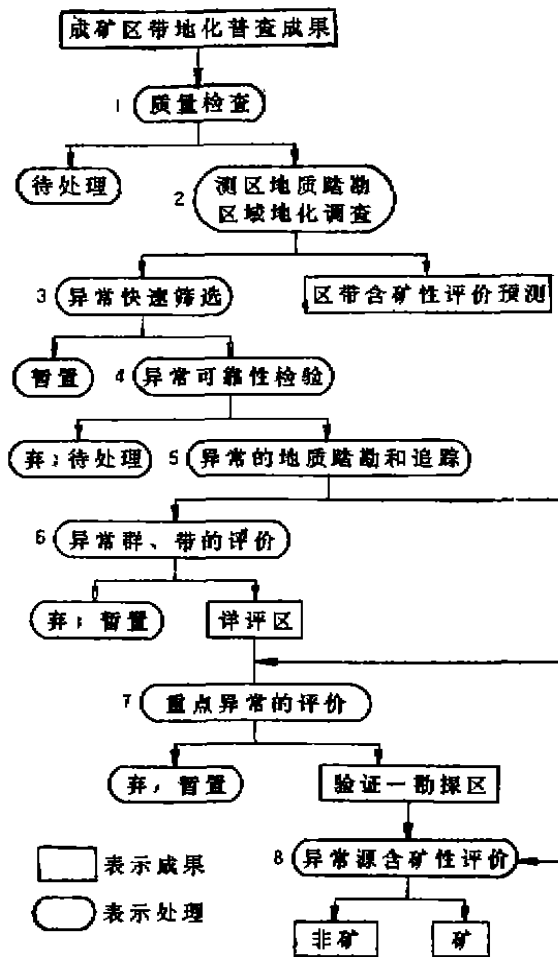 成矿区带地化普查成果
1 质量检查
待处理
2 测区地质踏勘
区域地化调查
3 异常快速筛选
区带含矿性评价预测
暂置
4 异常可靠性检验
弃;待处理
5 异常的地质踏勘和追踪
6 异常群、带的评价
弃;暂置
详评区
7 重点异常的评价
弃,暂置
验证一勘探区
表示成果
8 异常源含矿性评价
表示处理
非矿
矿